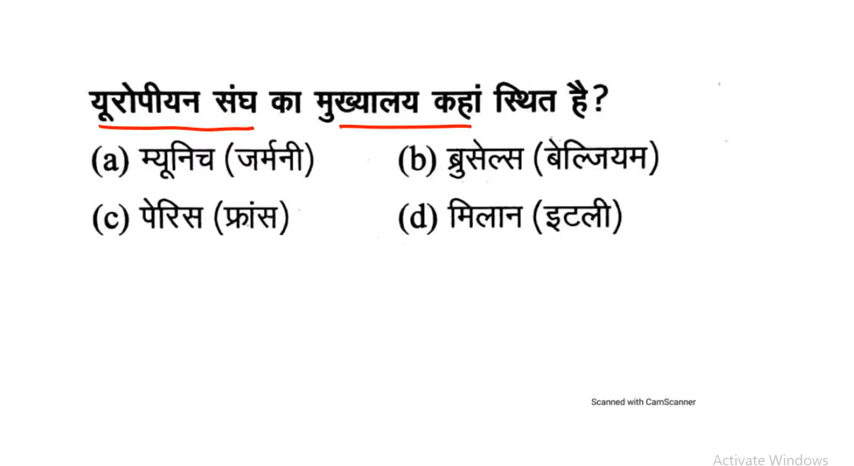 यूरोपीयन संघ का मुख्यालय कहां स्थित है?
(a) म्यूनिच (जर्मनी) (b) ब्रुसेल्स (बेल्जियम)
(c) पेरिस (फ्रांस) (d) मिलान (इटली)
Scanned with CamScanner
Activate Windows